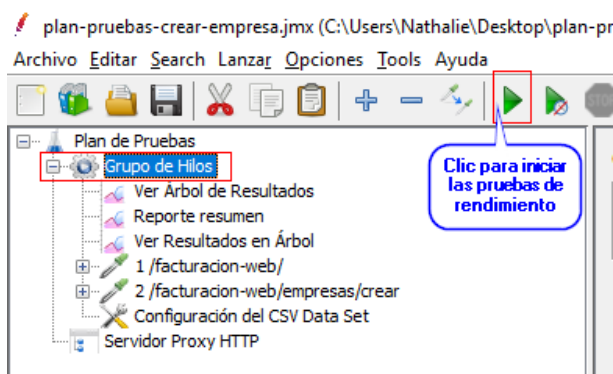 plan-pruebas-crear-empresa.jmx (C:\Users\Nathalie\Desktop\plan-pr
Archivo Editar Search Lanzar Opciones Tools Ayuda
STOP
Plan de Pruebas
Grupo de Hilos
Ver Árbol de Resultados
Reporte resumen
Ver Resultados en Árbol
1 /facturacion-web/
2 /facturacion-web/empresas/crear
Configuración del CSV Data Set
Servidor Proxy HTTP
Clic para iniciar
las pruebas de
rendimiento